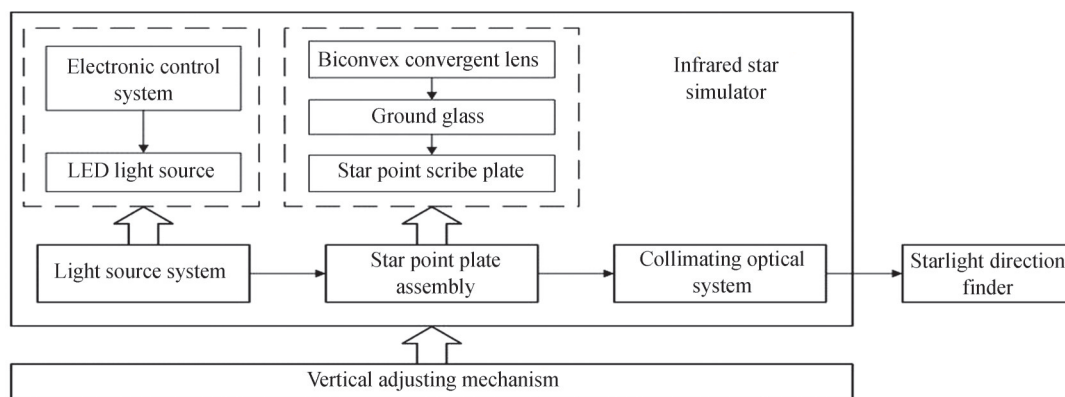 Electronic control
system
LED light source
Biconvex convergent lens
Ground glass
Star point scribe plate
Infrared star
simulator
Light source system
Star point plate
assembly
Collimating optical
system
Starlight direction
finder
Vertical adjusting mechanism